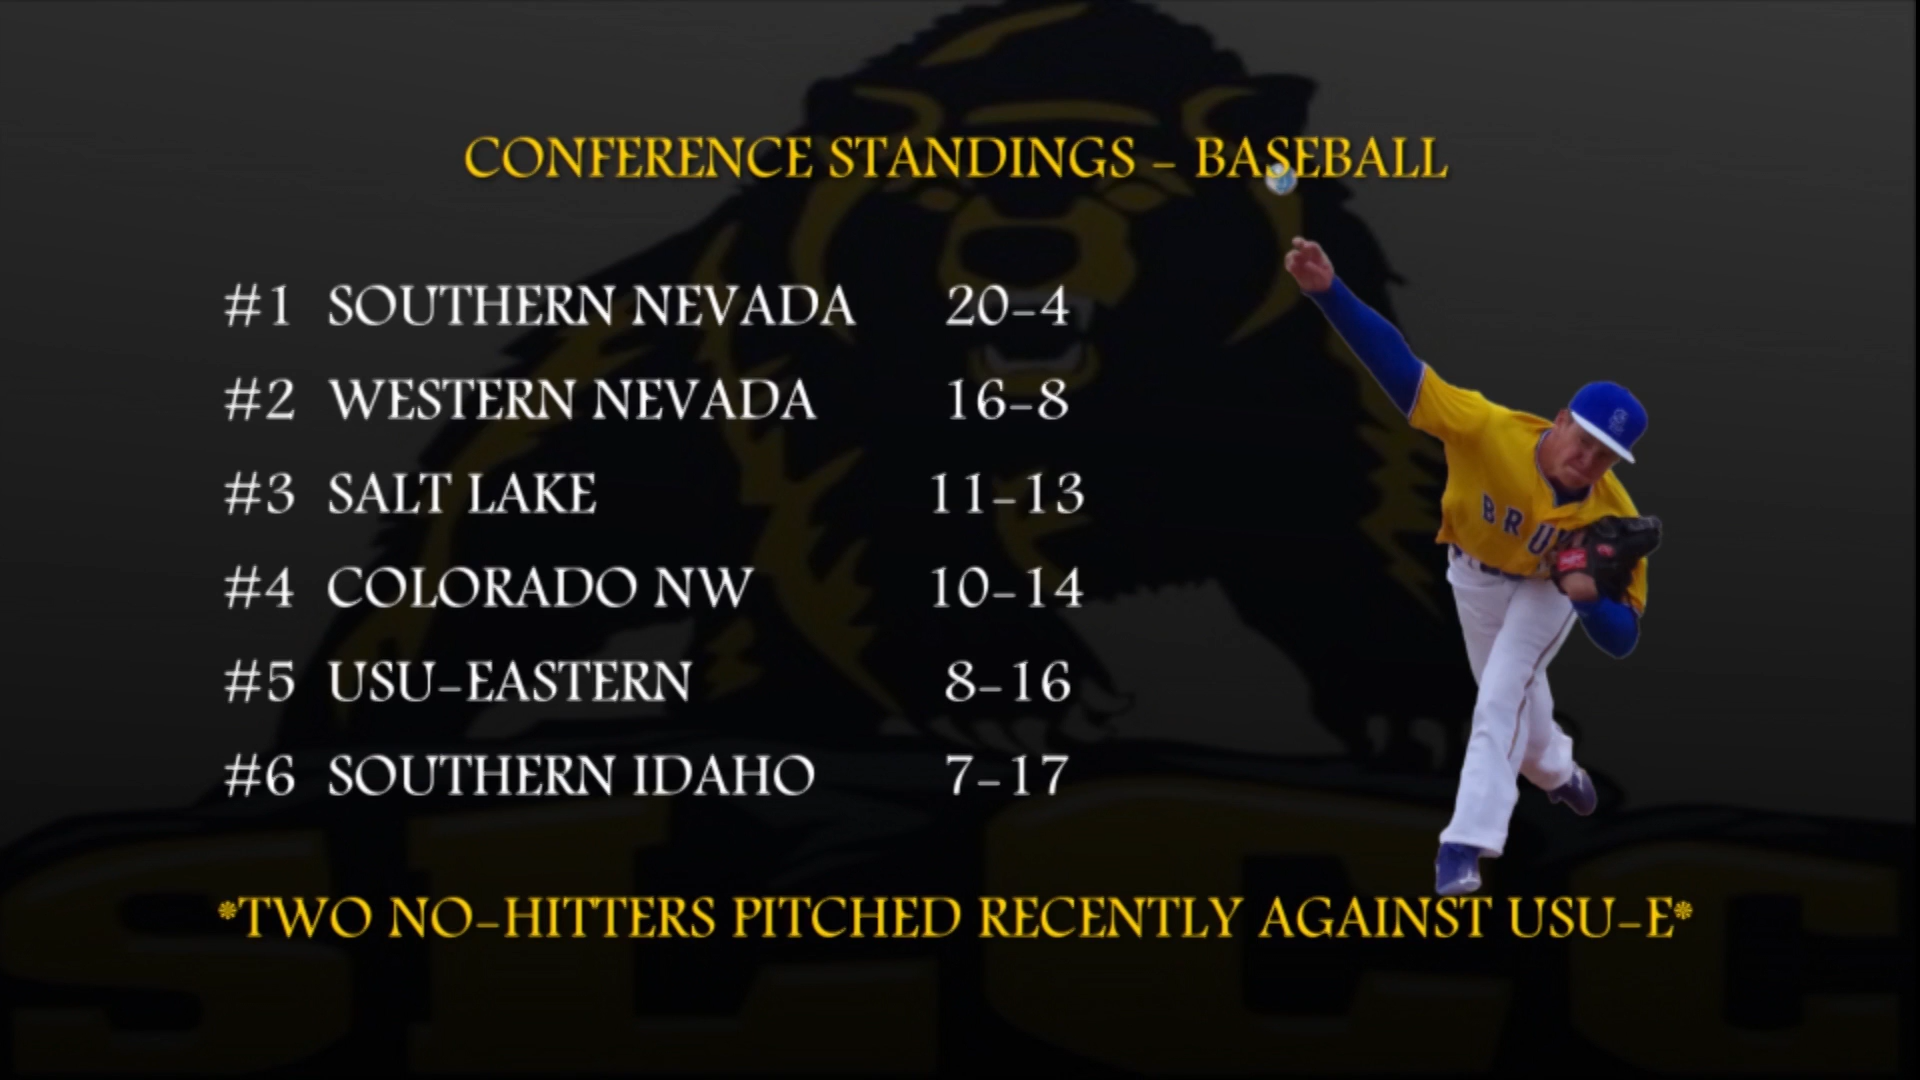 CONFERENCE STANDINGS - BASEBALL
#1 SOUTHERN NEVADA 20-4
#2 WESTERN NEVADA 16-8
#3 SALT LAKE 11-13
#4 COLORADO NW 10-14
#5 USU-EASTERN 8-16
#6 SOUTHERN IDAHO 7-17
*TWO NO-HITTERS PITCHED RECENTLY AGAINST USU-E*
SLCC